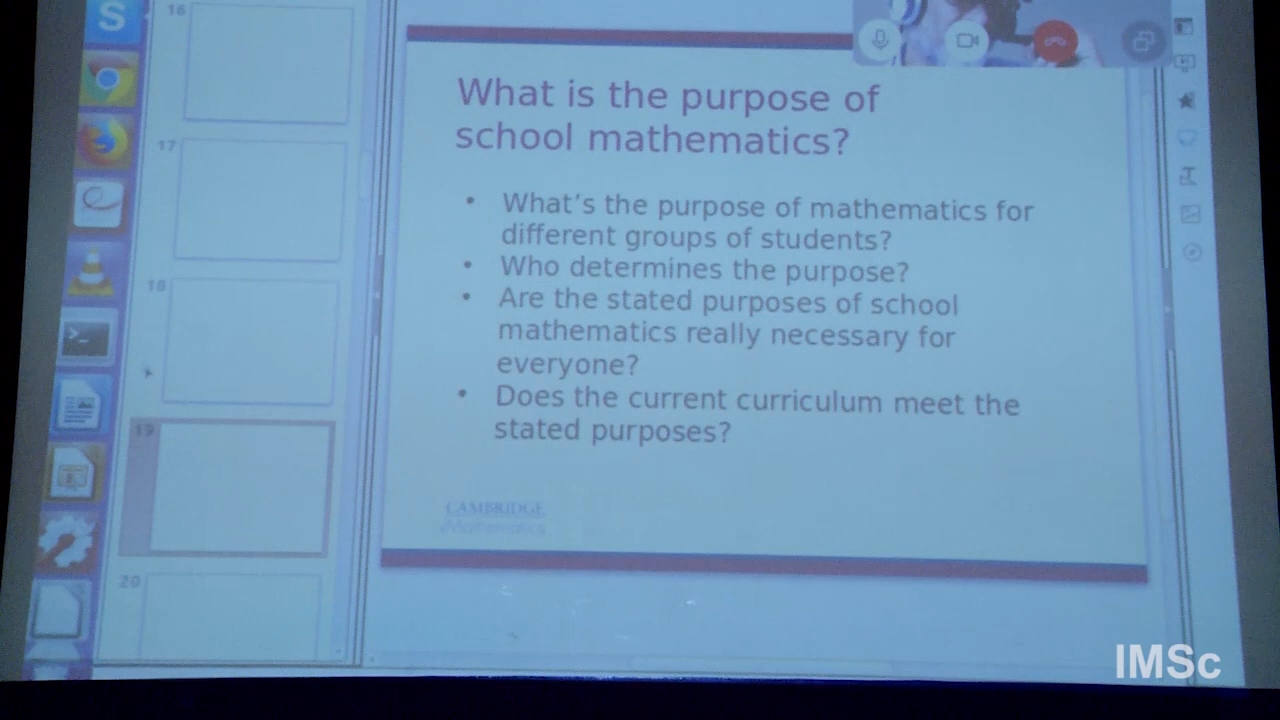 16
S
What is the purpose of
school mathematics?
17
• What's the purpose of mathematics for
different groups of students?
• Who determines the purpose?
18
• Are the stated purposes of school
mathematics really necessary for
everyone?
• Does the current curriculum meet the
stated purposes?
19
CAMBRIDGE
Mathematics
20
IMSc